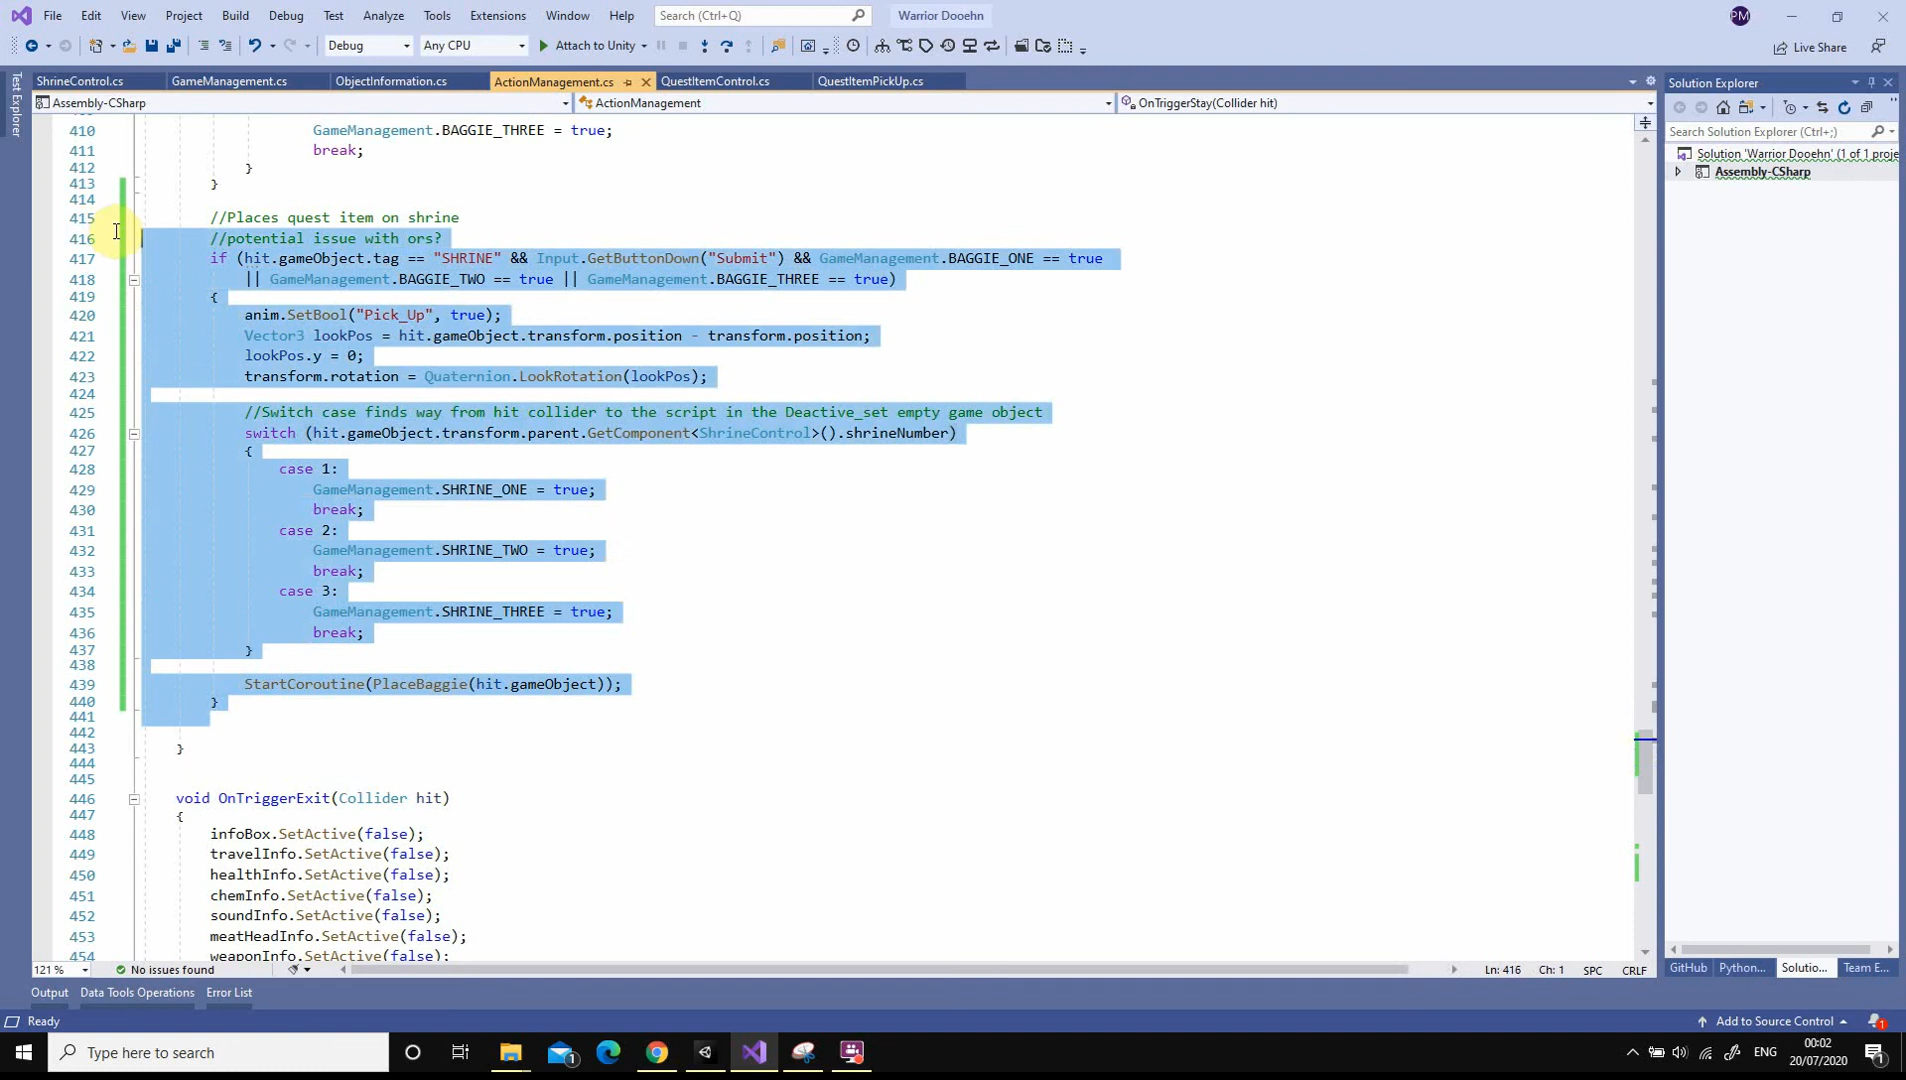 File Edit View Project Build Debug Test Analyze Tools Extensions Window Help Search (Ctrl+Q) Warrior Dooehn PM
Debug Any CPU Attach to Unity Live Share
Test Explorer
ShrineControl.cs GameManagement.cs ObjectInformation.cs ActionManagement.cs QuestItemControl.cs QuestItemPickUp.cs Solution Explorer
Assembly-CSharp ActionManagement OnTriggerStay(Collider hit)
Search Solution Explorer (Ctrl+;)
Solution 'Warrior Dooehn' (1 of 1 proje
Assembly-CSharp
410 GameManagement.BAGGIE_THREE = true;
411 break;
412 }
413 }
414
415 //Places quest item on shrine
416 //potential issue with ors?
417 if (hit.gameObject.tag == "SHRINE" && Input.GetButtonDown("Submit") && GameManagement.BAGGIE_ONE == true
418 || GameManagement.BAGGIE_TWO == true || GameManagement.BAGGIE_THREE == true)
419 {
420 anim.SetBool("Pick_Up", true);
421 Vector3 lookPos = hit.gameObject.transform.position - transform.position;
422 lookPos.y = 0;
423 transform.rotation = Quaternion.LookRotation(lookPos);
424
425 //Switch case finds way from hit collider to the script in the Deactive_set empty game object
426 switch (hit.gameObject.transform.parent.GetComponent<ShrineControl>().shrineNumber)
427 {
428 case 1:
429 GameManagement.SHRINE_ONE = true;
430 break;
431 case 2:
432 GameManagement.SHRINE_TWO = true;
433 break;
434 case 3:
435 GameManagement.SHRINE_THREE = true;
436 break;
437 }
438
439 StartCoroutine(PlaceBaggie(hit.gameObject));
440 }
441
442
443 }
444
445
446 void OnTriggerExit(Collider hit)
447 {
448 infoBox.SetActive(false);
449 travelInfo.SetActive(false);
450 healthInfo.SetActive(false);
451 chemInfo.SetActive(false);
452 soundInfo.SetActive(false);
453 meatHeadInfo.SetActive(false);
454 weaponInfo.SetActive(false);
121 % No issues found Ln: 416 Ch: 1 SPC CRLF GitHub Python... Solutio... Team E...
Output Data Tools Operations Error List
Ready Add to Source Control 1
Type here to search 1 ENG 00:02 20/07/2020 1